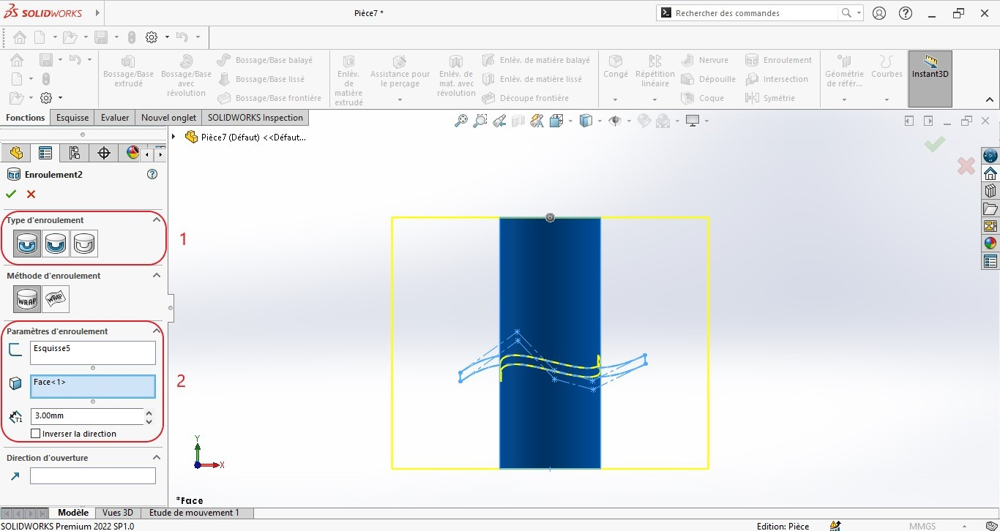 SOLIDWORKS
Pièce7 *
Rechercher des commandes
Bossage/Base
extrudé
Bossage/Base
avec
révolution
Bossage/Base balayé
Bossage/Base lissé
Bossage/Base frontière
Enlèv.
de
matière
extrudé
Assistance pour
le perçage
Enlèv. de
mat. avec
révolution
Enlèv. de matière balayé
Enlèv. de matière lissé
Découpe frontière
Congé
Répétition
linéaire
Nervure
Dépouille
Coque
Enroulement
Intersection
Symétrie
Géométrie
de référ...
Courbes
Instant3D
Fonctions
Esquisse
Evaluer
Nouvel onglet
SOLIDWORKS Inspection
Pièce7 (Défaut) <<Défaut...
Enroulement2
Type d'enroulement
1
Méthode d'enroulement
WRAP
WRAP
Paramètres d'enroulement
Esquisse5
Face<1>
2
T1
3.00mm
Inverser la direction
Direction d'ouverture
Y
X
*Face
Modèle
Vues 3D
Etude de mouvement 1
SOLIDWORKS Premium 2022 SP1.0
Edition: Pièce
MMGS